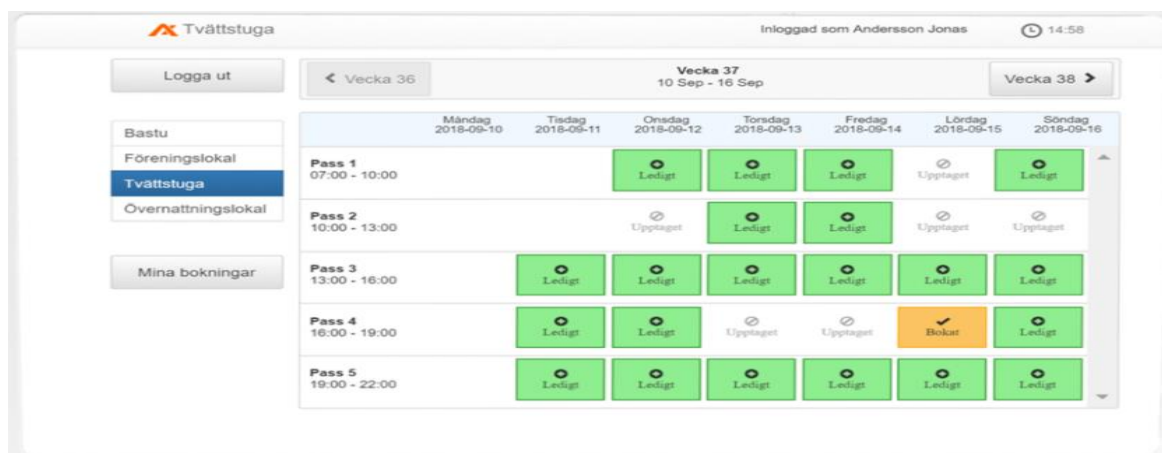 Tvättstuga
Inloggad som Andersson Jonas
14:58
Logga ut
Vecka 36
Vecka 37
10 Sep - 16 Sep
Vecka 38
Måndag Tisdag Onsdag Torsdag Fredag Lördag Söndag
2018-09-10 2018-09-11 2018-09-12 2018-09-13 2018-09-14 2018-09-15 2018-09-16
Bastu
Föreningslokal
Tvättstuga
Övernattningslokal
Mina bokningar
Pass 1
07:00 - 10:00
Ledigt Ledigt Ledigt Upptaget Ledigt
Pass 2
10:00 - 13:00
Upptaget Ledigt Ledigt Upptaget Upptaget
Pass 3
13:00 - 16:00
Ledigt Ledigt Ledigt Ledigt Ledigt Ledigt
Pass 4
16:00 - 19:00
Ledigt Ledigt Upptaget Upptaget Bokat Ledigt
Pass 5
19:00 - 22:00
Ledigt Ledigt Ledigt Ledigt Ledigt Ledigt